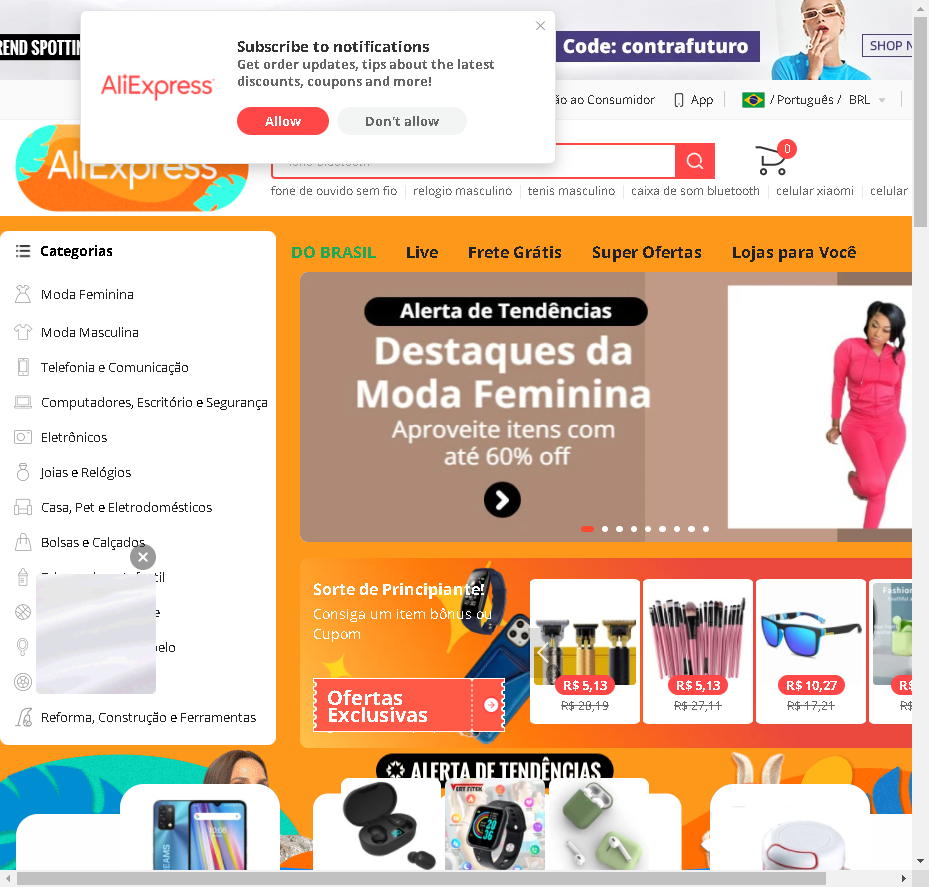 REND SPOTTIN
Code: contrafuturo
SHOP N
Subscribe to notifications
Get order updates, tips about the latest
discounts, coupons and more!
AliExpress
Allow
Don't allow
ão ao Consumidor
App
/ Português /
BRL
AliExpress
fone bluetooth
0
fone de ouvido sem fio
relogio masculino
tenis masculino
caixa de som bluetooth
celular xiaomi
celular
Categorias
DO BRASIL
Live
Frete Grátis
Super Ofertas
Lojas para Você
Moda Feminina
Moda Masculina
Telefonia e Comunicação
Computadores, Escritório e Segurança
Eletrônicos
Joias e Relógios
Casa, Pet e Eletrodomésticos
Bolsas e Calçados
til
e
elo
Reforma, Construção e Ferramentas
Alerta de Tendências
Destaques da
Moda Feminina
Aproveite itens com
até 60% off
Sorte de Principiante!
Consiga um item bônus ou
Cupom
Ofertas
Exclusivas
R$ 5,13
R$ 28,19
R$ 5,13
R$ 27,11
R$ 10,27
R$ 17,21
Fashion
R$
R$
ALERTA DE TENDÊNCIAS